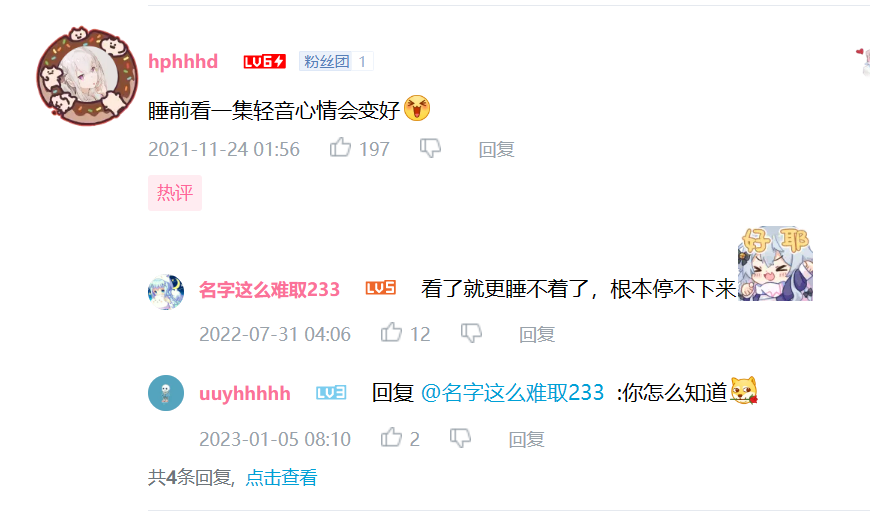 hphhhd LV6 粉丝团 1
睡前看一集轻音心情会变好
2021-11-24 01:56 197 回复
热评
好耶
名字这么难取233 LV5 看了就更睡不着了，根本停不下来
2022-07-31 04:06 12 回复
uuyhhhhh LV3 回复 @名字这么难取233 :你怎么知道
2023-01-05 08:10 2 回复
共4条回复, 点击查看